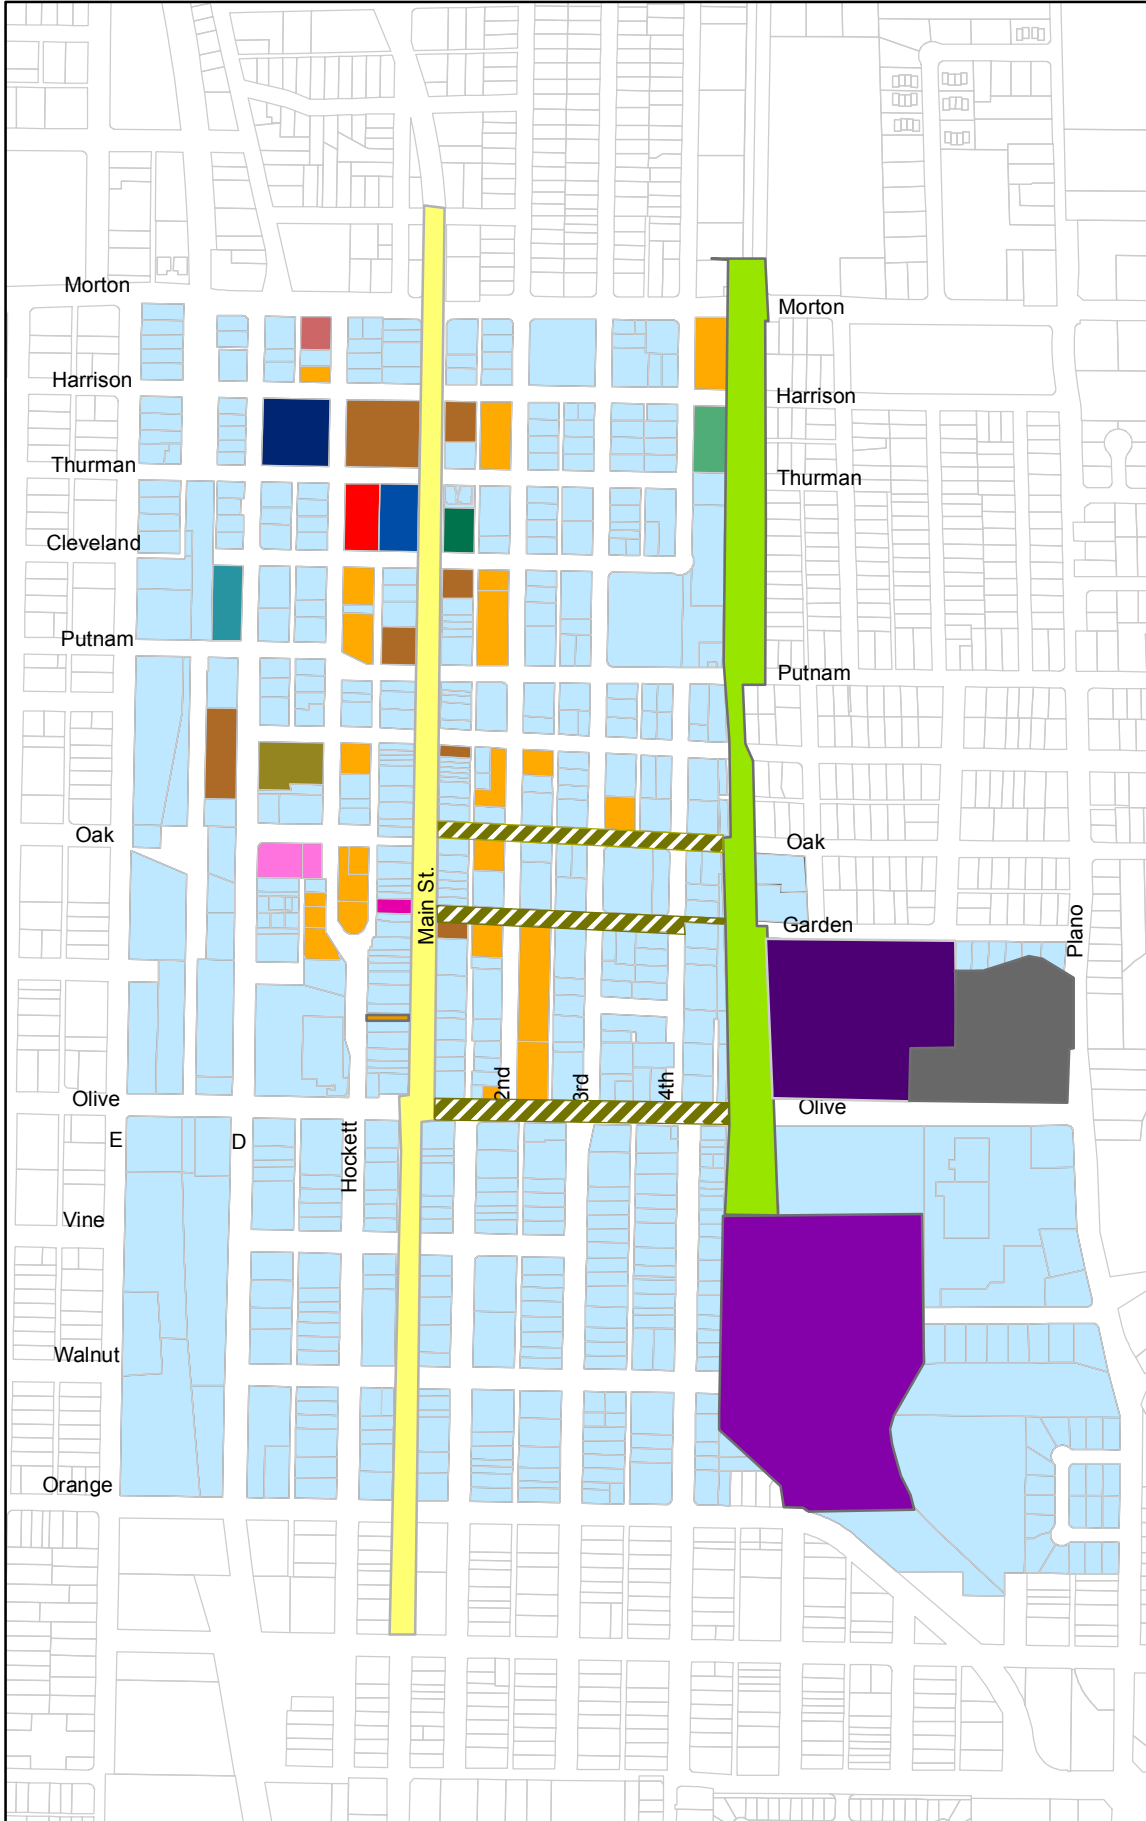 Morton
Morton
Harrison
Harrison
Thurman
Thurman
Cleveland
Putnam
Putnam
Oak
Oak
Main St.
Garden
Plano
2nd
3rd
4th
Olive
Olive
E
D
Hockett
Vine
Walnut
Orange